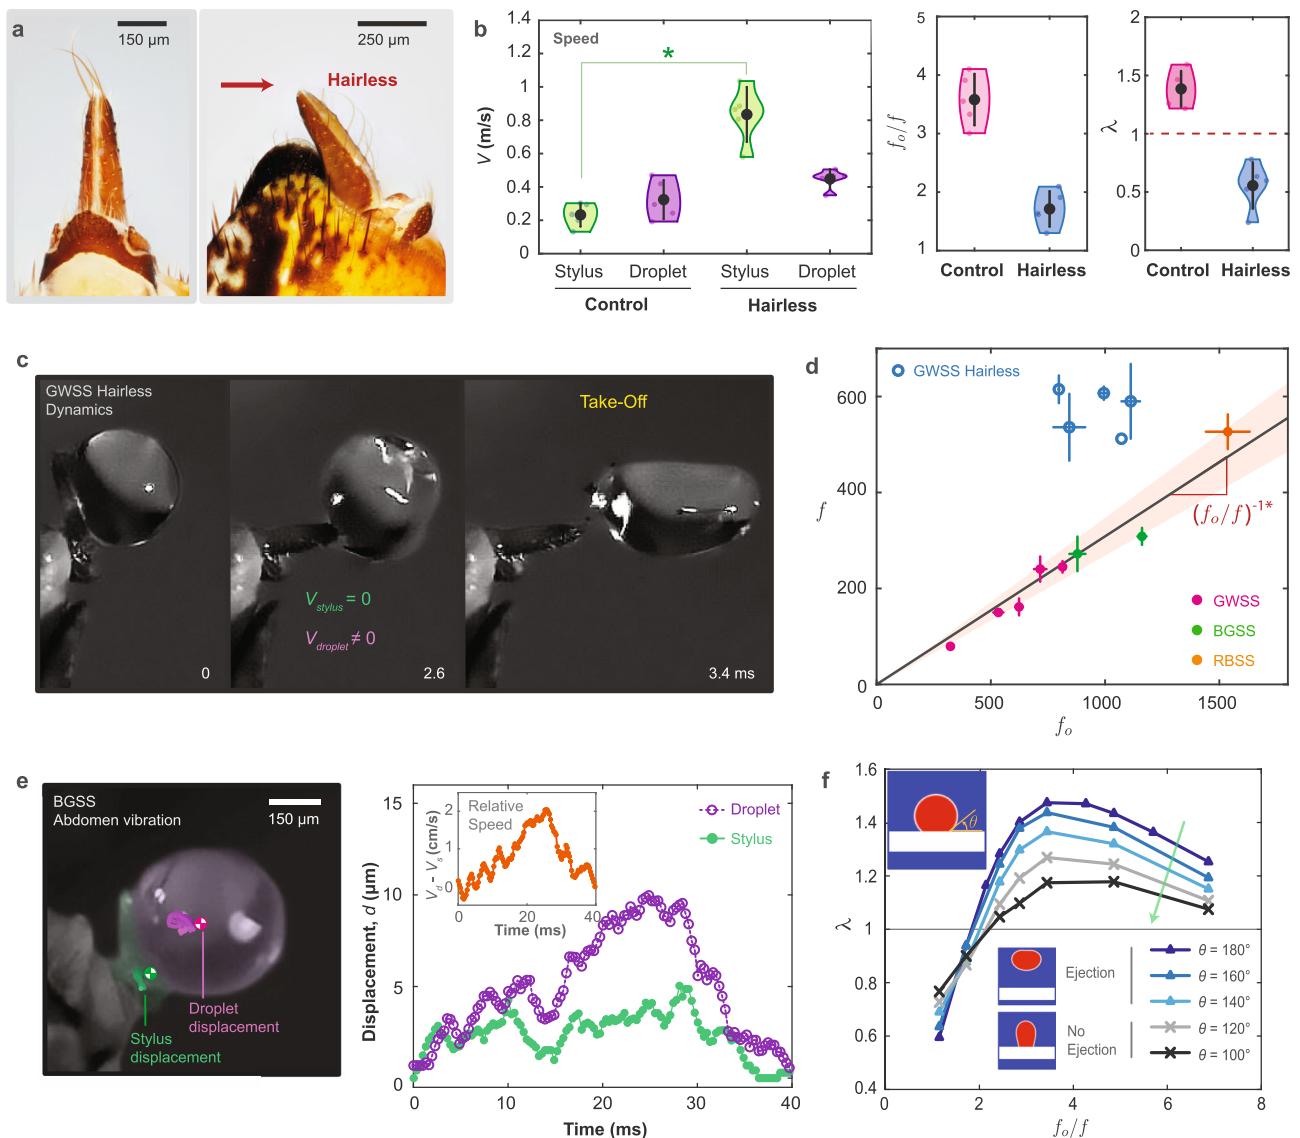 a
150 µm
250 µm
Hairless
b
Speed
*
V (m/s)
1.4
1.2
1
0.8
0.6
0.4
0.2
0
Stylus
Droplet
Stylus
Droplet
Control
Hairless
fo/f
5
4
3
2
1
Control
Hairless
λ
2
1.5
1
0.5
0
Control
Hairless
c
GWSS Hairless
Dynamics
Take-Off
Vstylus = 0
Vdroplet ≠ 0
0
2.6
3.4 ms
d
GWSS Hairless
f
600
400
200
0
500
1000
1500
fo
(fo/f)-1*
GWSS
BGSS
RBSS
e
BGSS
Abdomen vibration
150 µm
Droplet
displacement
Stylus
displacement
Displacement, d (µm)
15
10
5
0
0
10
20
30
40
Time (ms)
Relative
Speed
Vd - Vs (cm/s)
2
1
0
0
20
40
Time (ms)
Droplet
Stylus
f
λ
1.6
1.4
1.2
1.0
0.8
0.6
0.4
0
2
4
6
8
fo/f
θ
Ejection
No
Ejection
θ = 180°
θ = 160°
θ = 140°
θ = 120°
θ = 100°